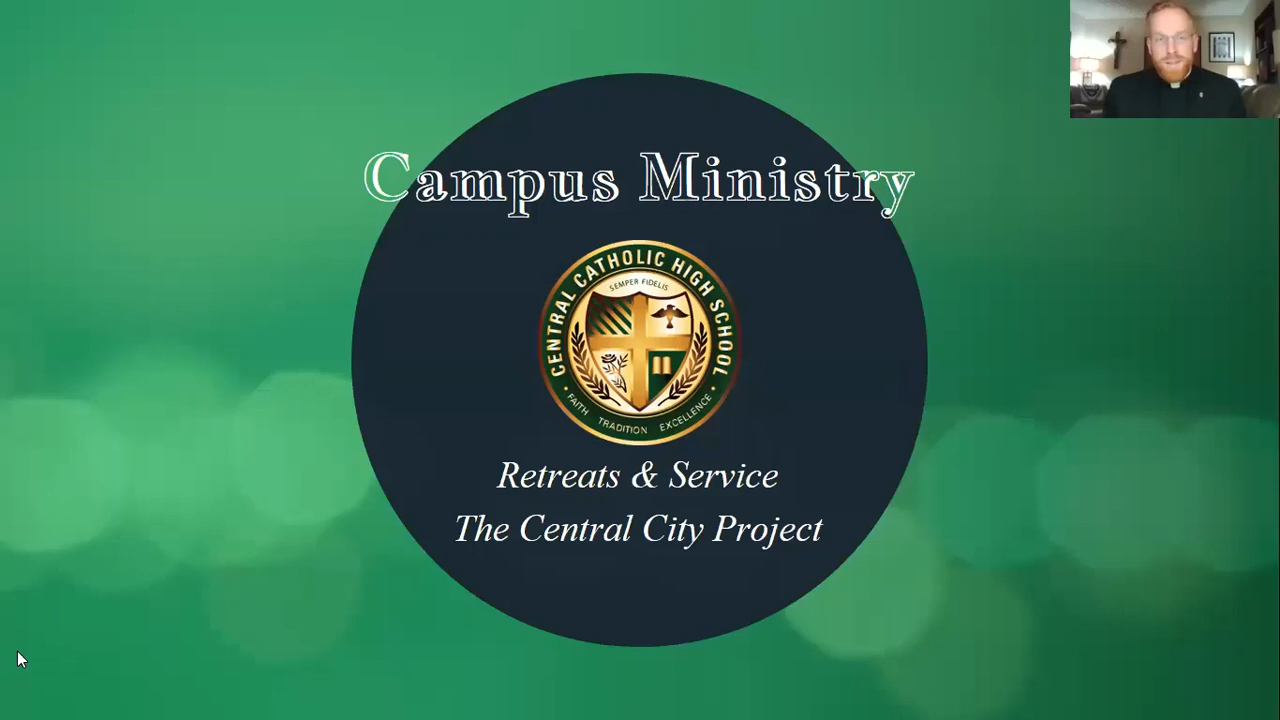 Campus Ministry
CENTRAL CATHOLIC HIGH SCHOOL
SEMPER FIDELIS
FAITH TRADITION EXCELLENCE
Retreats & Service
The Central City Project